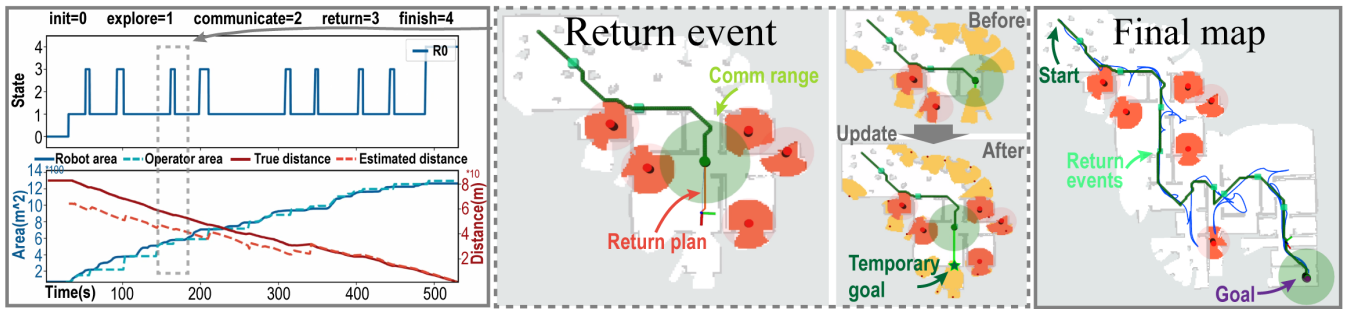 init=0 explore=1 communicate=2 return=3 finish=4
4
3
2
1
0
State
R0
Robot area Operator area True distance Estimated distance
14
12
10
8
6
4
2
Area(m^2)
8
6
4
2
*10
Distance(m)
Time(s) 100 200 300 400 500
Return event
Comm range
Return plan
Before
Update
After
Temporary
goal
Final map
Start
Return
events
Goal